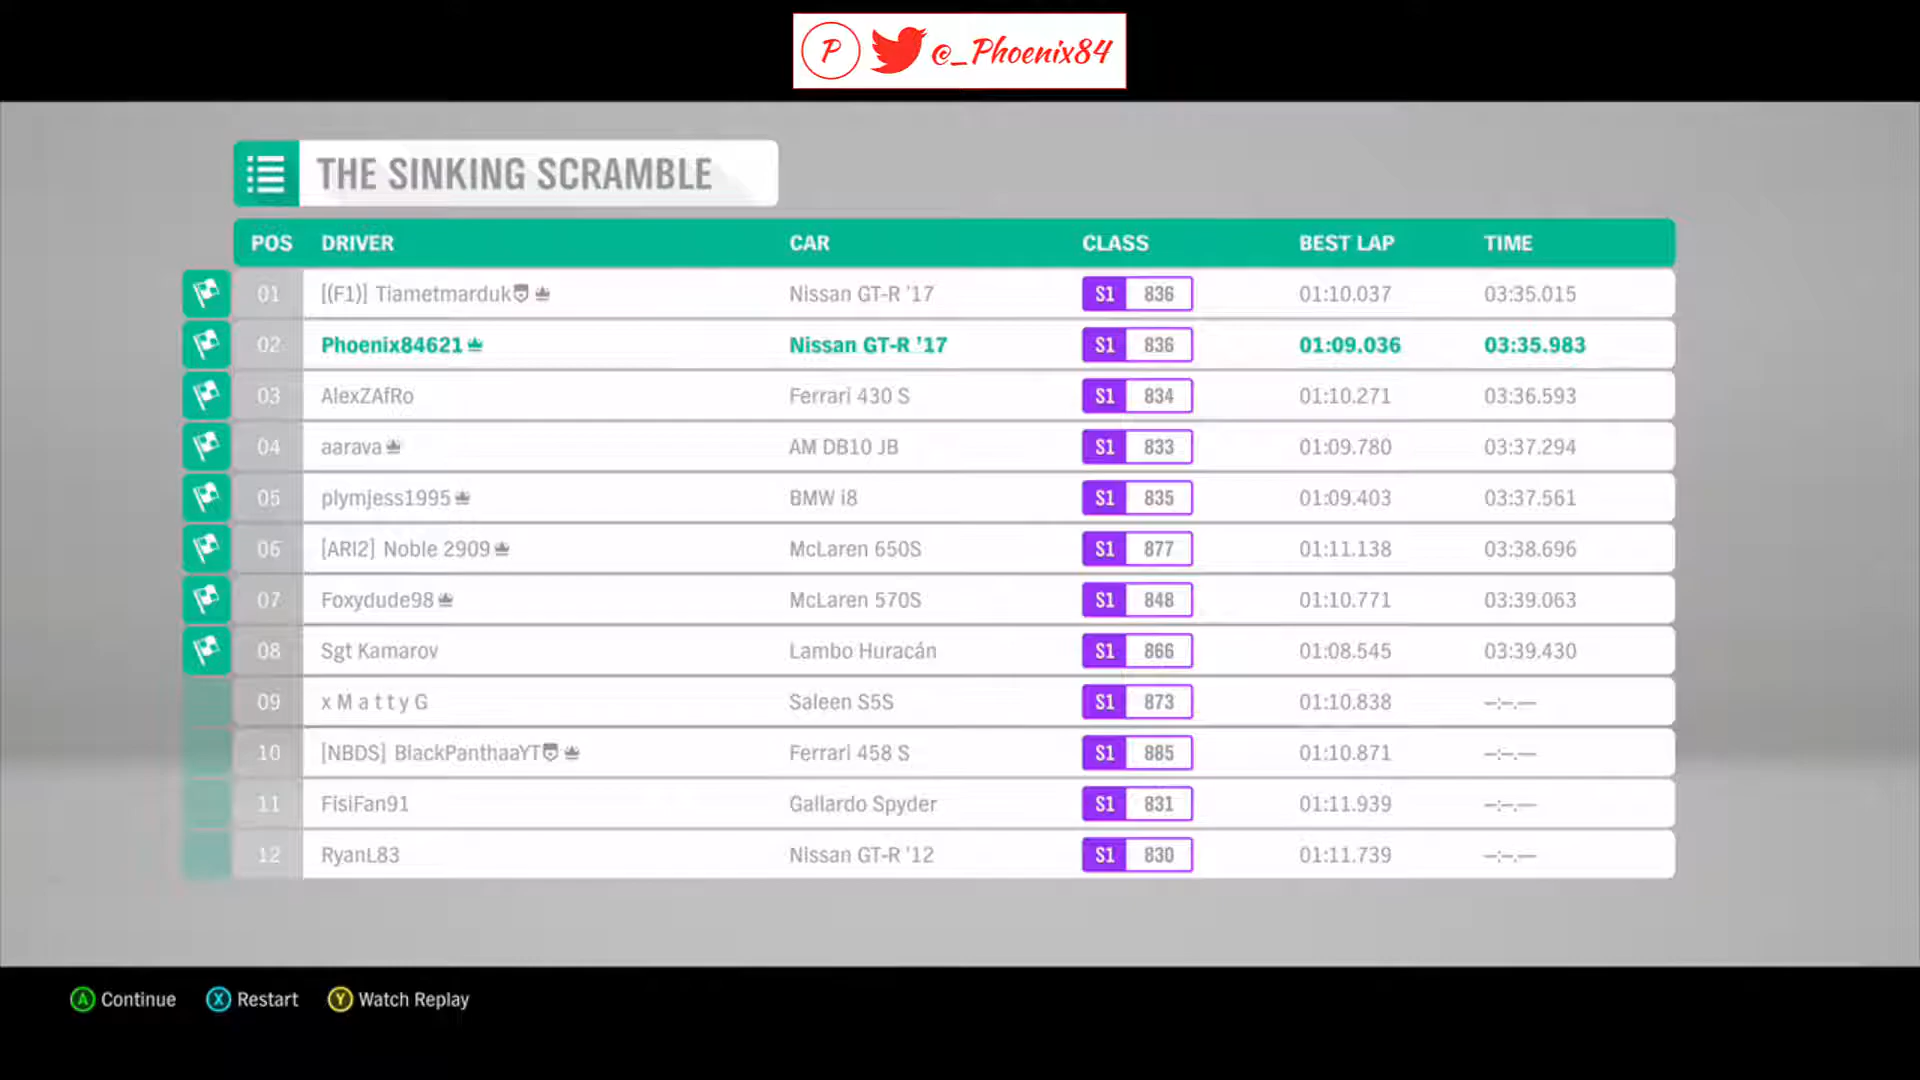 P @_Phoenix84
THE SINKING SCRAMBLE
POS DRIVER CAR CLASS BEST LAP TIME
01 [(F1)] Tiametmarduk Nissan GT-R '17 S1 836 01:10.037 03:35.015
02 Phoenix84621 Nissan GT-R '17 S1 836 01:09.036 03:35.983
03 AlexZAfRo Ferrari 430 S S1 834 01:10.271 03:36.593
04 aarava AM DB10 JB S1 833 01:09.780 03:37.294
05 plymjess1995 BMW i8 S1 835 01:09.403 03:37.561
06 [ARI2] Noble 2909 McLaren 650S S1 877 01:11.138 03:38.696
07 Foxydude98 McLaren 570S S1 848 01:10.771 03:39.063
08 Sgt Kamarov Lambo Huracán S1 866 01:08.545 03:39.430
09 x M a t t y G Saleen S5S S1 873 01:10.838 --:--.---
10 [NBDS] BlackPanthaaYT Ferrari 458 S S1 885 01:10.871 --:--.---
11 FisiFan91 Gallardo Spyder S1 831 01:11.939 --:--.---
12 RyanL83 Nissan GT-R '12 S1 830 01:11.739 --:--.---
A Continue X Restart Y Watch Replay